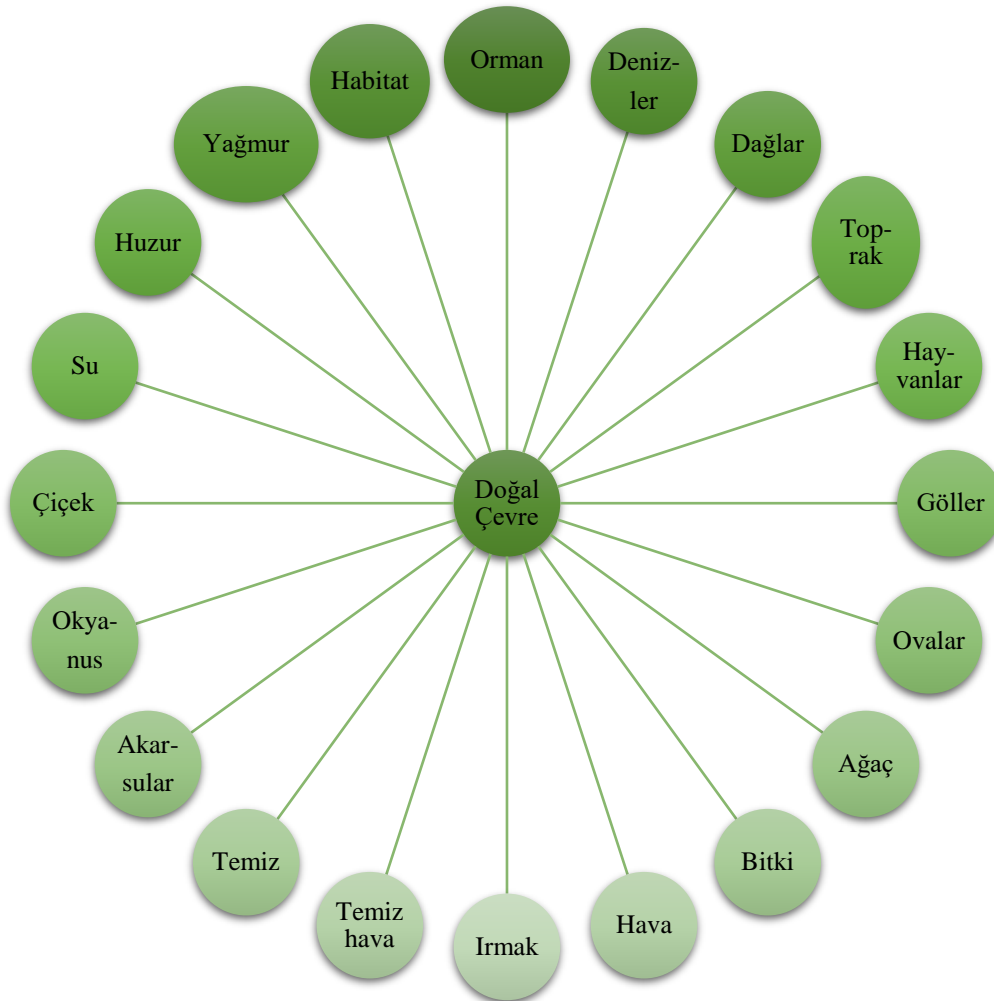 Orman
Deniz-
ler
Dağlar
Top-
rak
Hay-
vanlar
Göller
Ovalar
Ağaç
Bitki
Hava
Irmak
Temiz
hava
Temiz
Akar-
sular
Okya-
nus
Çiçek
Su
Huzur
Yağmur
Habitat
Doğal
Çevre